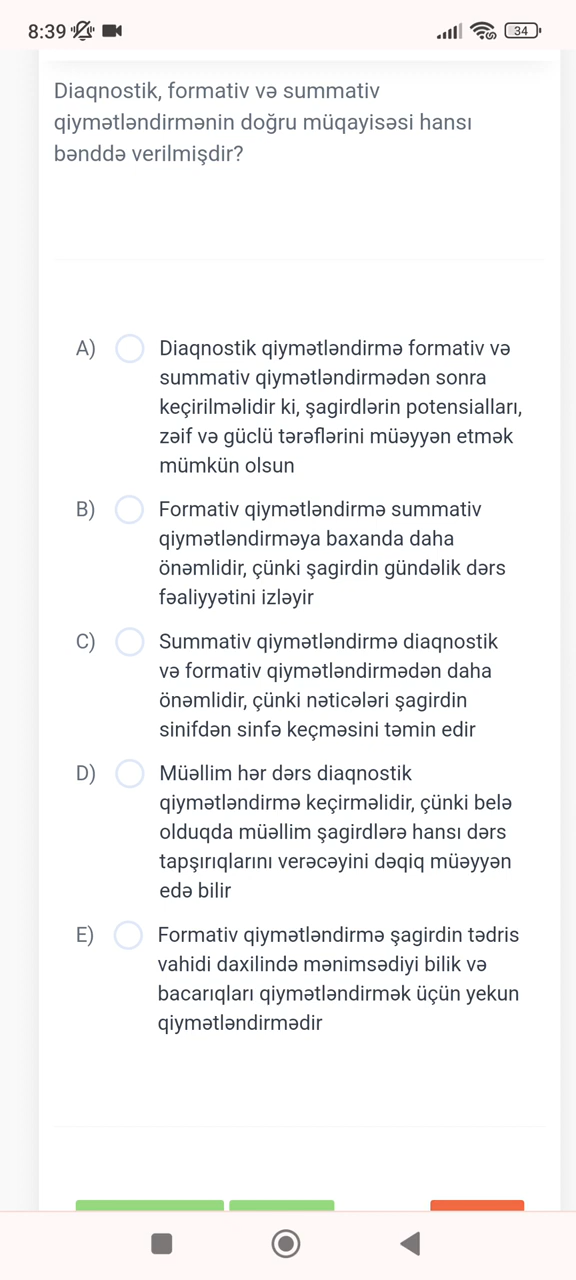 8:39
34
Diaqnostik, formativ və summativ
qiymətləndirmənin doğru müqayisəsi hansı
bənddə verilmişdir?
A) Diaqnostik qiymətləndirmə formativ və
summativ qiymətləndirmədən sonra
keçirilməlidir ki, şagirdlərin potensialları,
zəif və güclü tərəflərini müəyyən etmək
mümkün olsun
B) Formativ qiymətləndirmə summativ
qiymətləndirməyə baxanda daha
önəmlidir, çünki şagirdin gündəlik dərs
fəaliyyətini izləyir
C) Summativ qiymətləndirmə diaqnostik
və formativ qiymətləndirmədən daha
önəmlidir, çünki nəticələri şagirdin
sinifdən sinfə keçməsini təmin edir
D) Müəllim hər dərs diaqnostik
qiymətləndirmə keçirməlidir, çünki belə
olduqda müəllim şagirdlərə hansı dərs
tapşırıqlarını verəcəyini dəqiq müəyyən
edə bilir
E) Formativ qiymətləndirmə şagirdin tədris
vahidi daxilində mənimsədiyi bilik və
bacarıqları qiymətləndirmək üçün yekun
qiymətləndirmədir